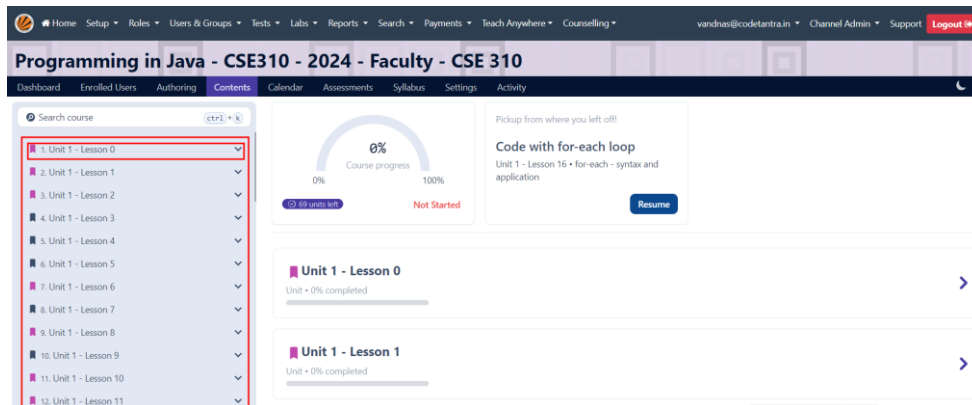 Home Setup Roles Users & Groups Tests Labs Reports Search Payments Teach Anywhere Counselling vandnas@codetantra.in Channel Admin Support Logout
Programming in Java - CSE310 - 2024 - Faculty - CSE 310
Dashboard Enrolled Users Authoring Contents Calendar Assessments Syllabus Settings Activity
Search course ctrl + k
1. Unit 1 - Lesson 0
2. Unit 1 - Lesson 1
3. Unit 1 - Lesson 2
4. Unit 1 - Lesson 3
5. Unit 1 - Lesson 4
6. Unit 1 - Lesson 5
7. Unit 1 - Lesson 6
8. Unit 1 - Lesson 7
9. Unit 1 - Lesson 8
10. Unit 1 - Lesson 9
11. Unit 1 - Lesson 10
12. Unit 1 - Lesson 11
0%
Course progress
0% 100%
69 units left Not Started
Pickup from where you left off!
Code with for-each loop
Unit 1 - Lesson 16 • for-each - syntax and
application
Resume
Unit 1 - Lesson 0
Unit • 0% completed
Unit 1 - Lesson 1
Unit • 0% completed